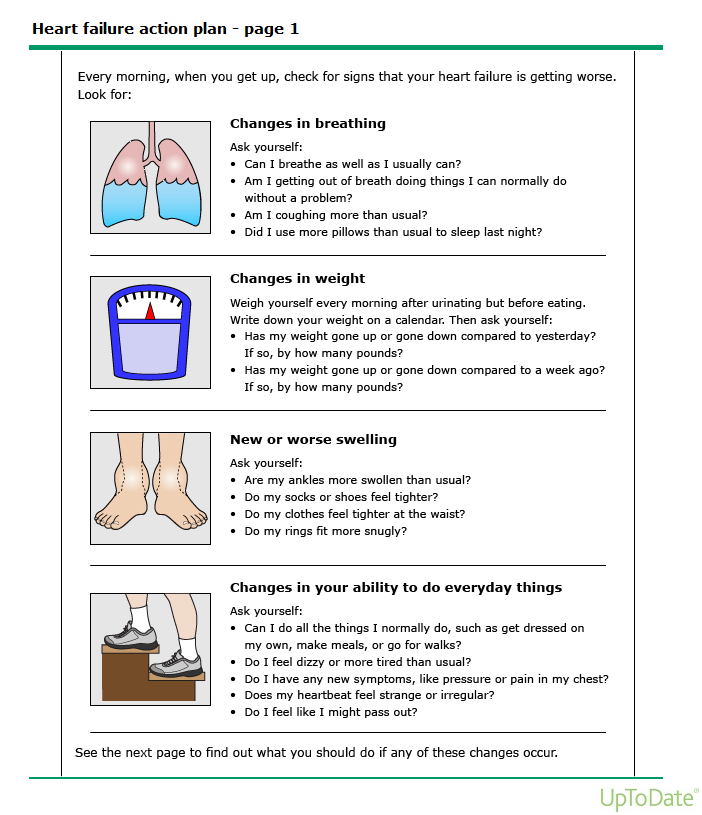 Heart failure action plan - page 1
Every morning, when you get up, check for signs that your heart failure is getting worse.
Look for:
Changes in breathing
Ask yourself:
• Can I breathe as well as I usually can?
• Am I getting out of breath doing things I can normally do
without a problem?
• Am I coughing more than usual?
• Did I use more pillows than usual to sleep last night?
Changes in weight
Weigh yourself every morning after urinating but before eating.
Write down your weight on a calendar. Then ask yourself:
• Has my weight gone up or gone down compared to yesterday?
If so, by how many pounds?
• Has my weight gone up or gone down compared to a week ago?
If so, by how many pounds?
New or worse swelling
Ask yourself:
• Are my ankles more swollen than usual?
• Do my socks or shoes feel tighter?
• Do my clothes feel tighter at the waist?
• Do my rings fit more snugly?
Changes in your ability to do everyday things
Ask yourself:
• Can I do all the things I normally do, such as get dressed on
my own, make meals, or go for walks?
• Do I feel dizzy or more tired than usual?
• Do I have any new symptoms, like pressure or pain in my chest?
• Does my heartbeat feel strange or irregular?
• Do I feel like I might pass out?
See the next page to find out what you should do if any of these changes occur.
UpToDate®